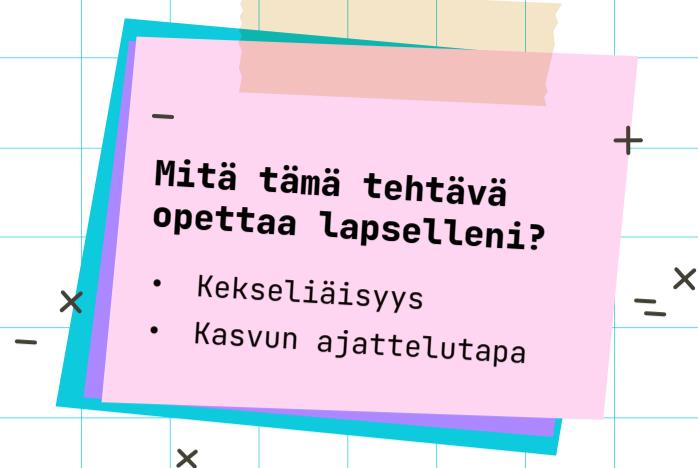 Mitä tämä tehtävä
opettaa lapselleni?
• Kekseliäisyys
• Kasvun ajattelutapa